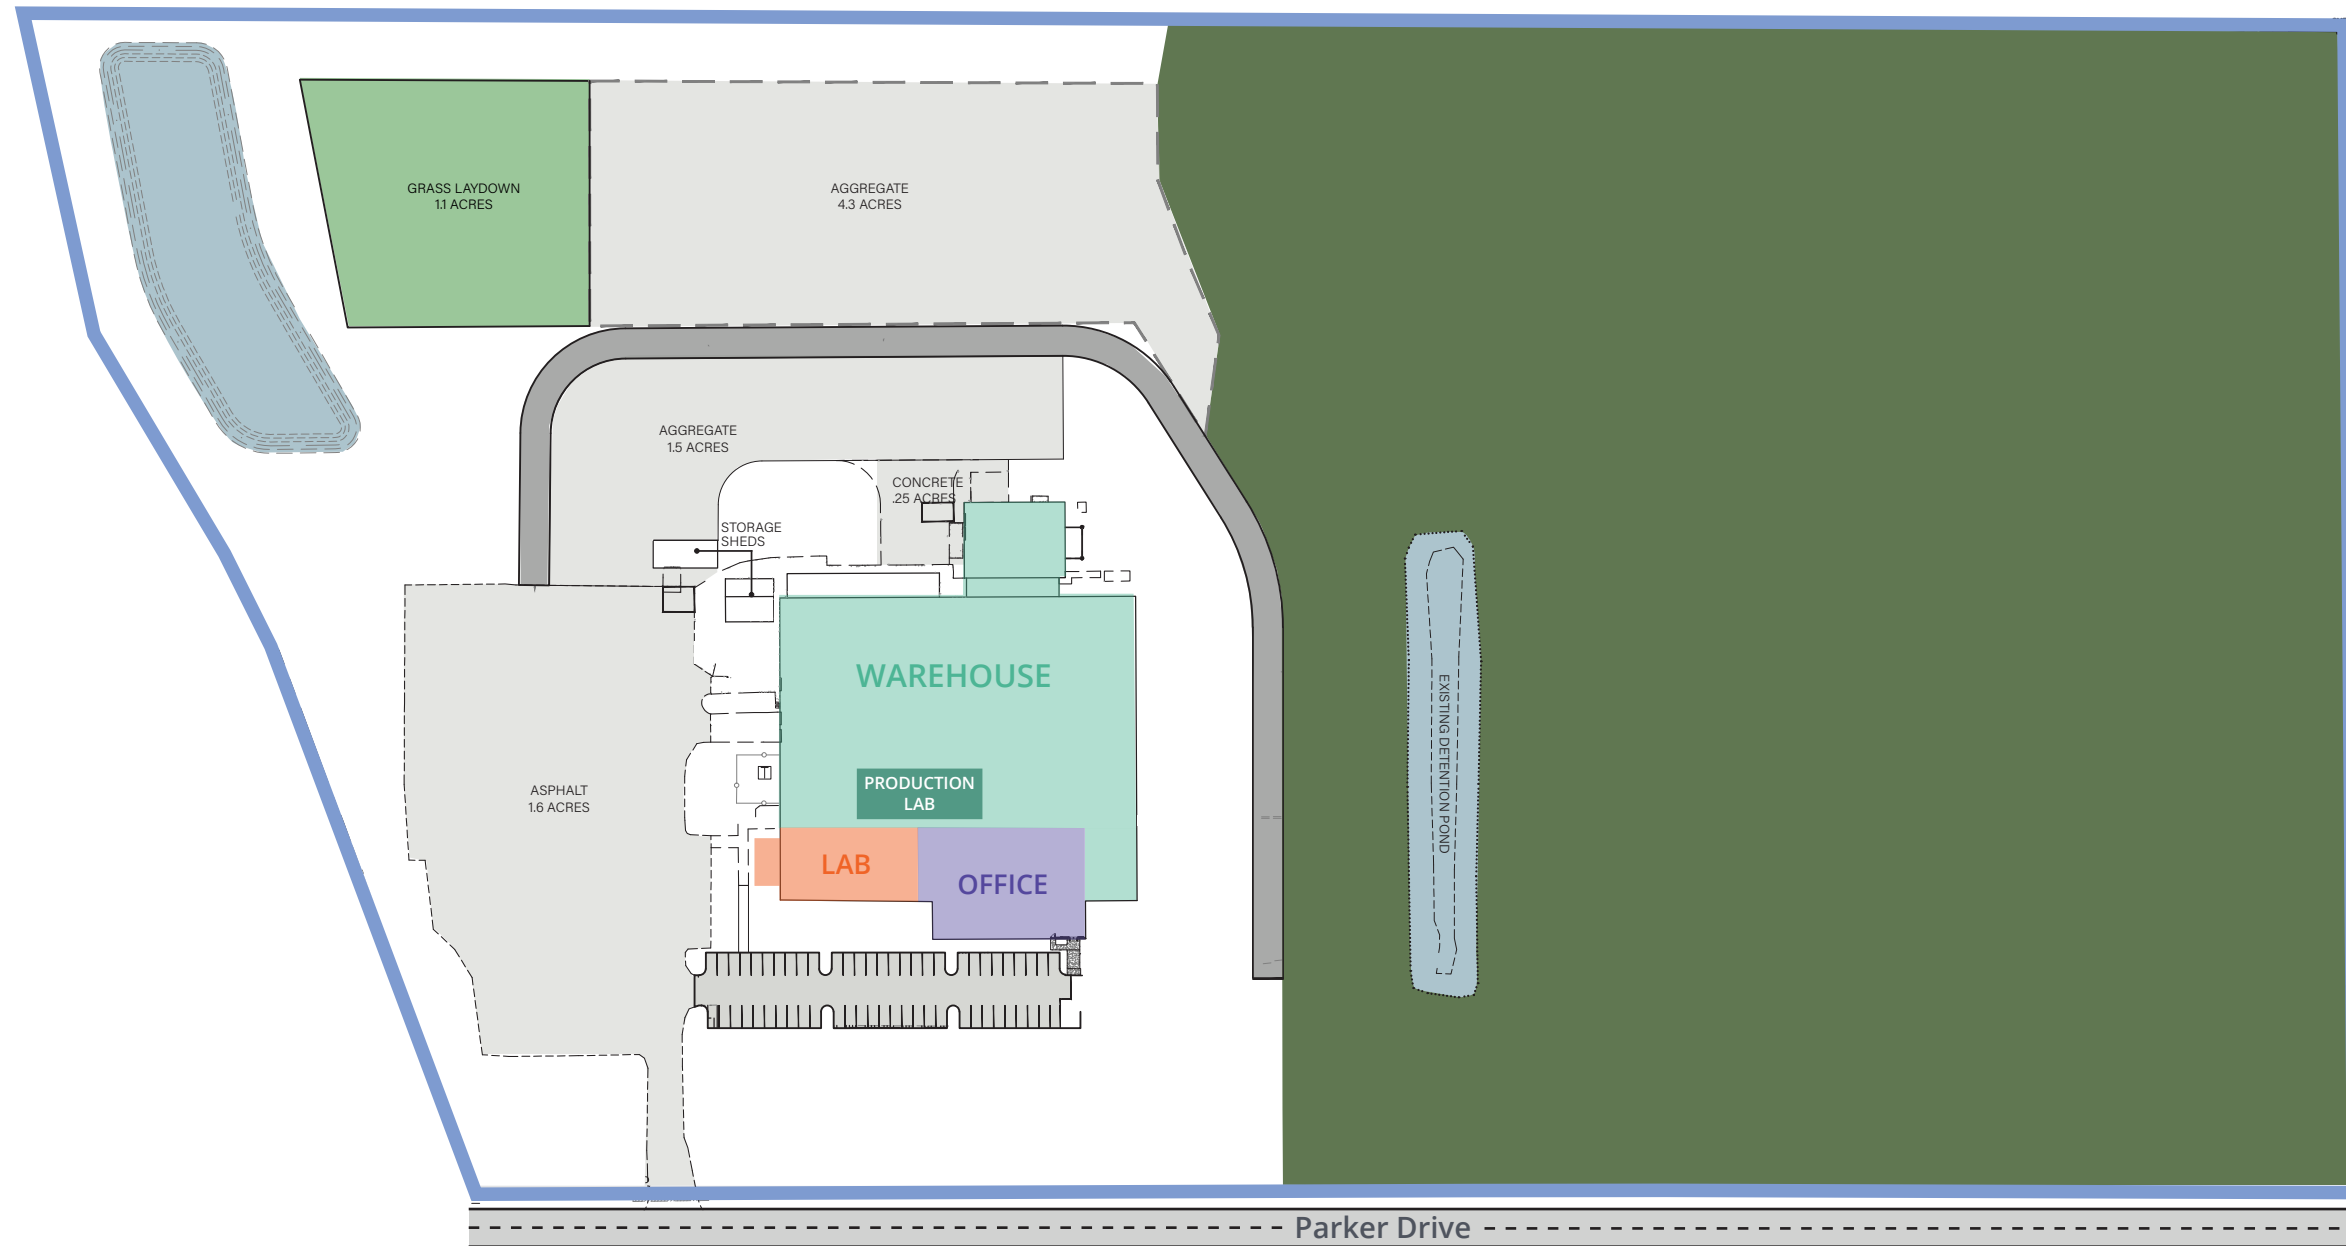 GRASS LAYDOWN
1.1 ACRES
AGGREGATE
4.3 ACRES
AGGREGATE
1.5 ACRES
CONCRETE
.25 ACRES
STORAGE
SHEDS
WAREHOUSE
PRODUCTION
LAB
ASPHALT
1.6 ACRES
LAB
OFFICE
EXISTING DETENTION POND
Parker Drive